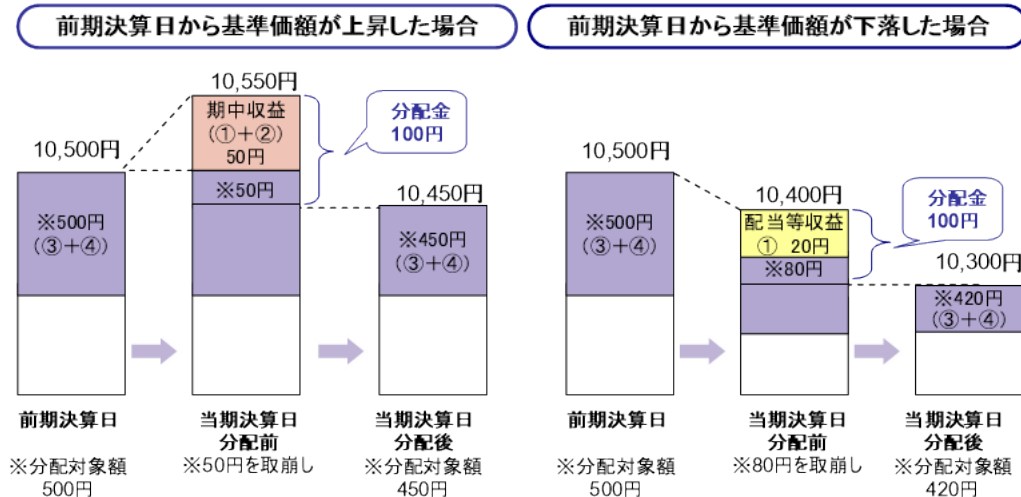 前期決算日から基準価額が上昇した場合
10,550円
期中収益
(①+②)
50円
分配金
100円
10,500円
※50円
10,450円
※500円
(③+④)
※450円
(③+④)
前期決算日
当期決算日
分配前
当期決算日
分配後
※分配対象額
500円
※50円を取崩し
※分配対象額
450円
前期決算日から基準価額が下落した場合
10,500円
10,400円
分配金
100円
※500円
(③+④)
配当等収益
① 20円
※80円
10,300円
※420円
(③+④)
前期決算日
当期決算日
分配前
当期決算日
分配後
※分配対象額
500円
※80円を取崩し
※分配対象額
420円